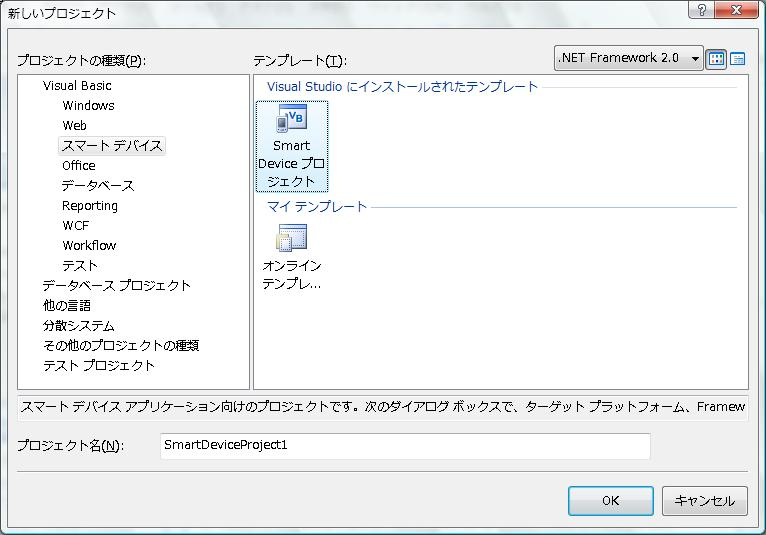 新しいプロジェクト
プロジェクトの種類(P):
テンプレート(T):
.NET Framework 2.0
Visual Basic
Windows
Web
スマート デバイス
Office
データベース
Reporting
WCF
Workflow
テスト
データベース プロジェクト
他の言語
分散システム
その他のプロジェクトの種類
テスト プロジェクト
Visual Studio にインストールされたテンプレート
VB
Smart
Device プロ
ジェクト
マイ テンプレート
オンライン
テンプレ...
スマート デバイス アプリケーション向けのプロジェクトです。次のダイアログ ボックスで、ターゲット プラットフォーム、Framew
プロジェクト名(N):
SmartDeviceProject1
OK
キャンセル